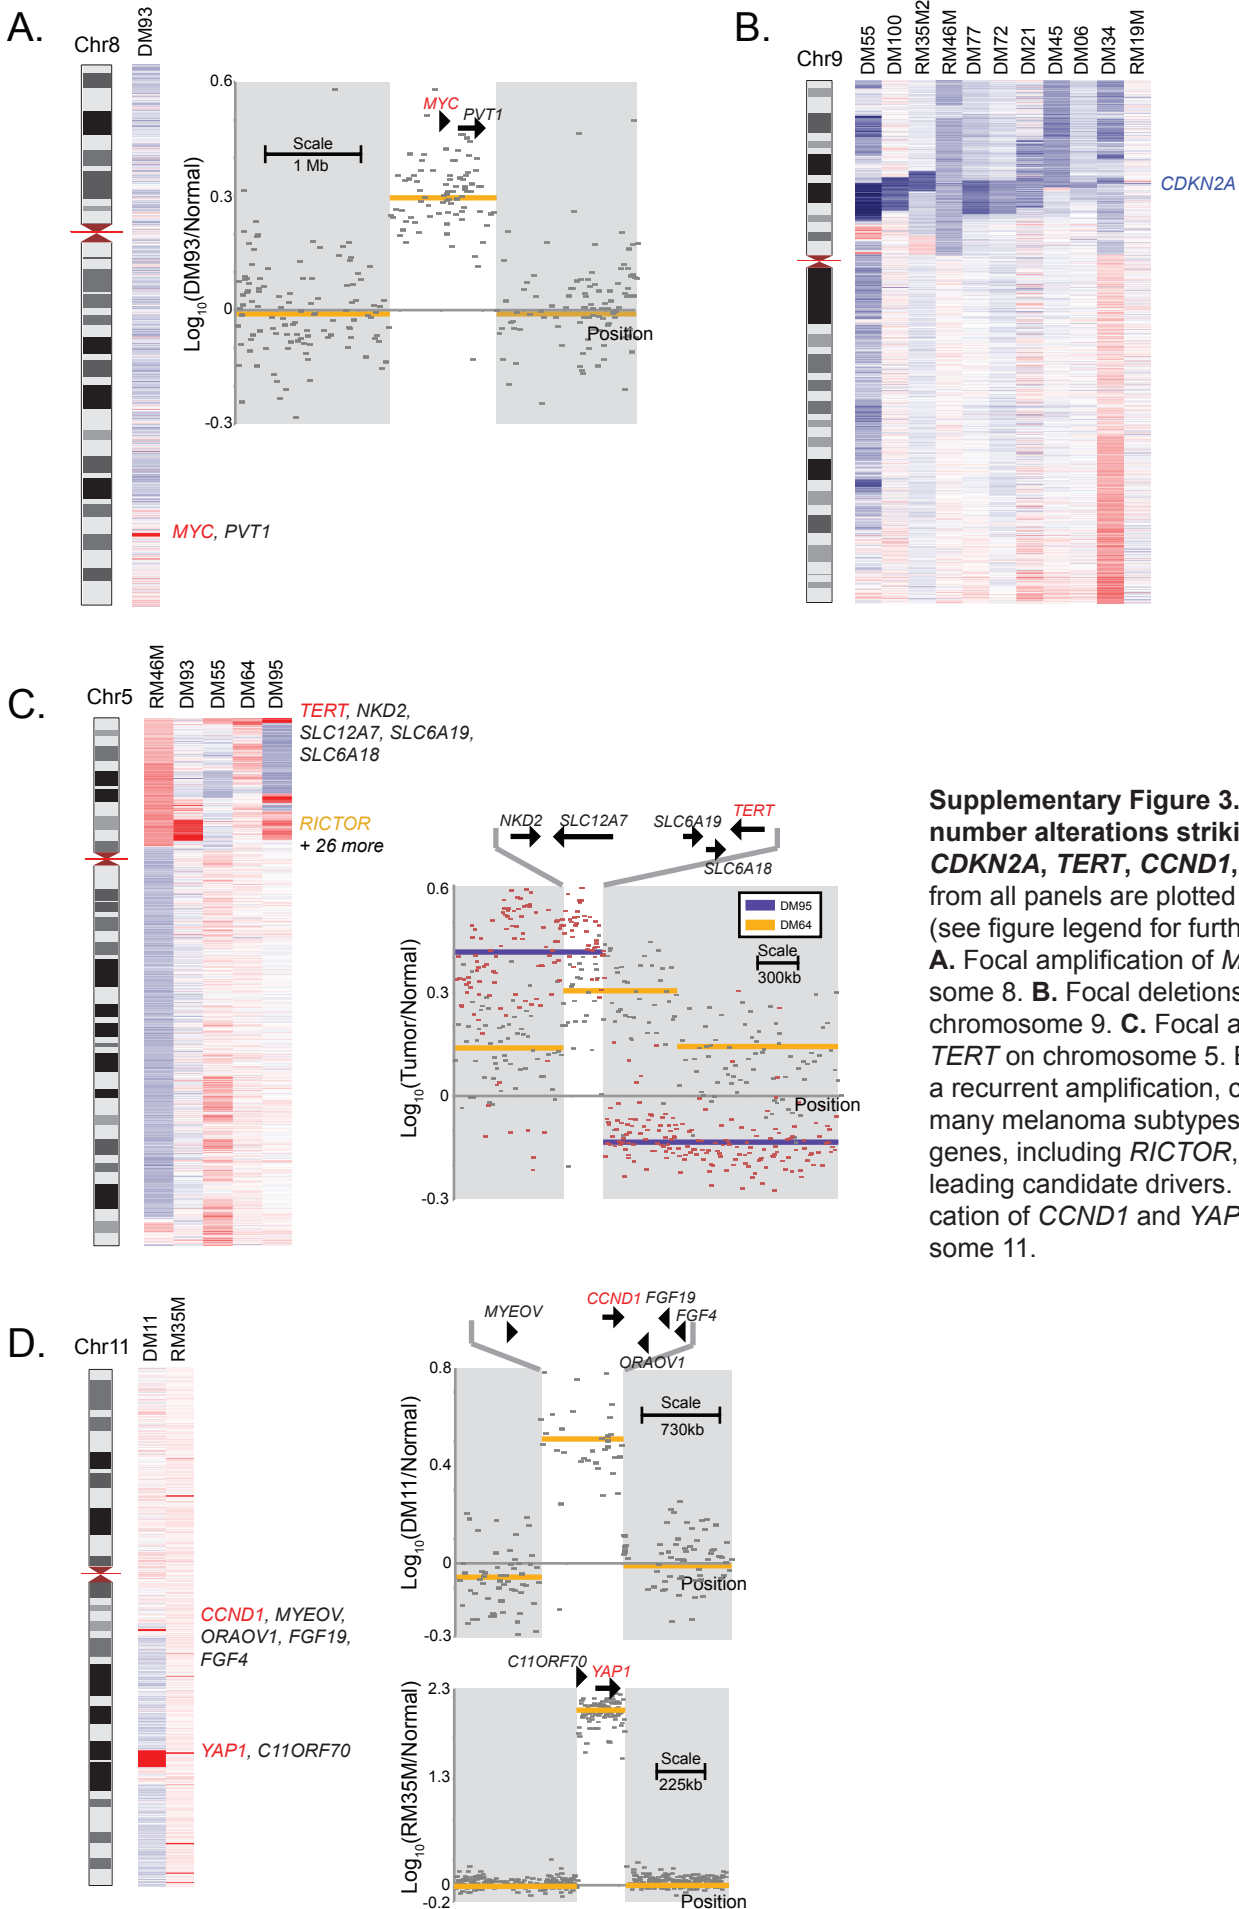 A.
Chr8
DM93
0.6
0.3
0
-0.3
Log10(DM93/Normal)
Scale
1 Mb
MYC
PVT1
Position
MYC, PVT1
B.
Chr9
DM55
DM100
RM35M2
RM46M
DM77
DM72
DM21
DM45
DM06
DM34
RM19M
CDKN2A
C.
Chr5
RM46M
DM93
DM55
DM64
DM95
TERT, NKD2,
SLC12A7, SLC6A19,
SLC6A18
RICTOR
+ 26 more
NKD2
SLC12A7
SLC6A19
TERT
SLC6A18
0.6
0.3
0
-0.3
Log10(Tumor/Normal)
DM95
DM64
Scale
300kb
Position
Supplementary Figure 3.
number alterations striki
CDKN2A, TERT, CCND1,
from all panels are plotted
(see figure legend for furth
A. Focal amplification of M
some 8. B. Focal deletions
chromosome 9. C. Focal a
TERT on chromosome 5. E
a recurrent amplification, c
many melanoma subtypes
genes, including RICTOR,
leading candidate drivers.
cation of CCND1 and YAP
some 11.
D.
Chr11
DM11
RM35M
CCND1, MYEOV,
ORAOV1, FGF19,
FGF4
YAP1, C11ORF70
MYEOV
CCND1
FGF19
FGF4
ORAOV1
0.8
0.4
0
-0.3
Log10(DM11/Normal)
Scale
730kb
Position
C11ORF70
YAP1
2.3
1.3
0
-0.2
Log10(RM35M/Normal)
Scale
225kb
Position